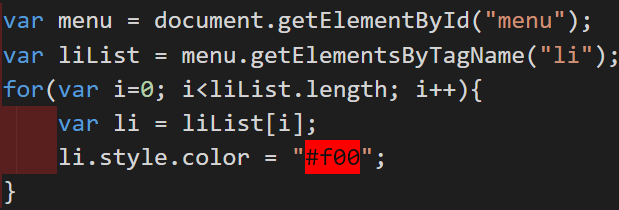 var menu = document.getElementById("menu");
var liList = menu.getElementsByTagName("li");
for(var i=0; i<liList.length; i++){
    var li = liList[i];
    li.style.color = "#f00";
}